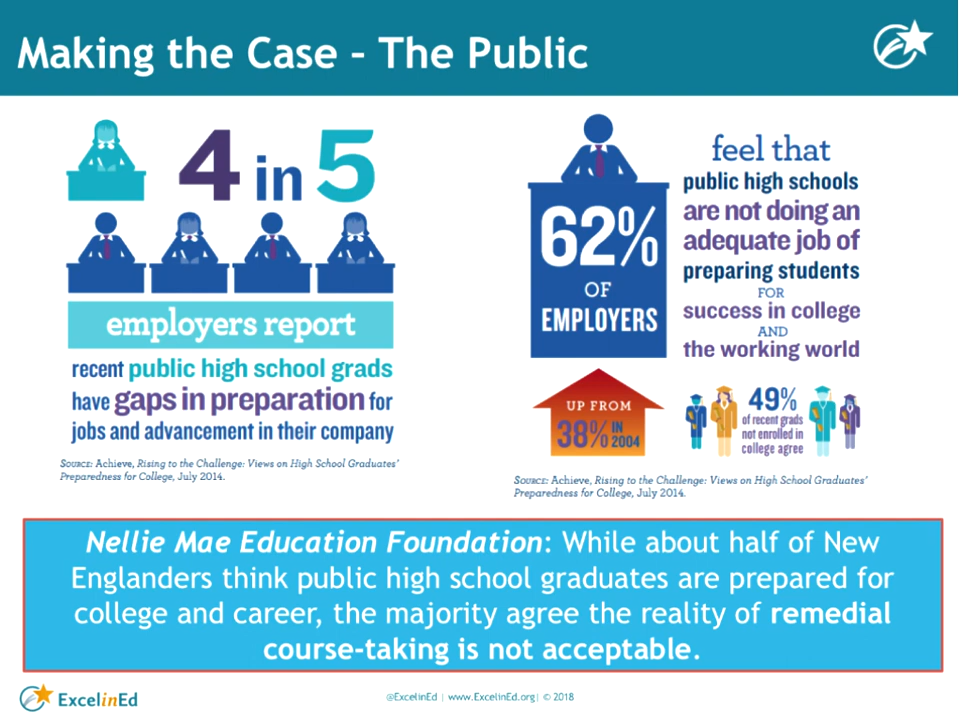 Making the Case – The Public
4 in 5
employers report
recent public high school grads
have gaps in preparation for
jobs and advancement in their company
SOURCE: Achieve, Rising to the Challenge: Views on High School Graduates'
Preparedness for College, July 2014.
62%
OF
EMPLOYERS
feel that
public high schools
are not doing an
adequate job of
preparing students
FOR
success in college
AND
the working world
UP FROM
38% IN 2004
49%
of recent grads
not enrolled in
college agree
SOURCE: Achieve, Rising to the Challenge: Views on High School Graduates'
Preparedness for College, July 2014.
Nellie Mae Education Foundation: While about half of New
Englanders think public high school graduates are prepared for
college and career, the majority agree the reality of remedial
course-taking is not acceptable.
ExcelinEd
@ExcelinEd | www.ExcelinEd.org| © 2018